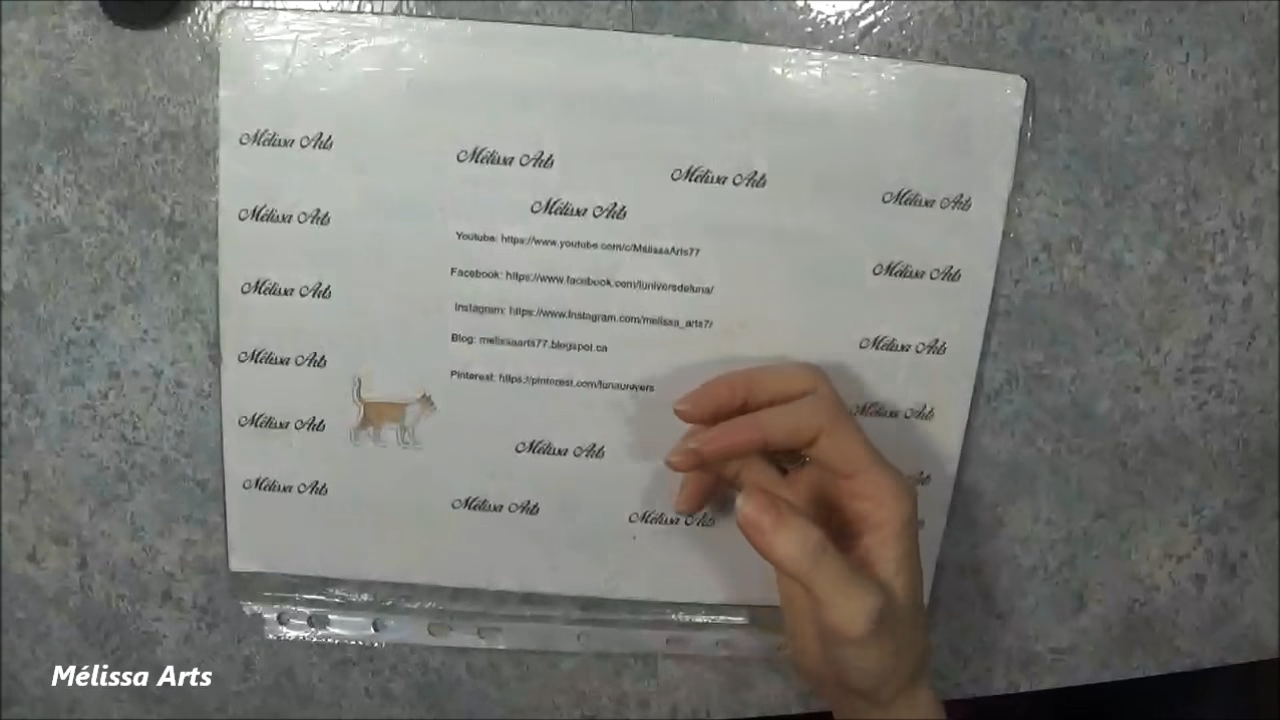 Mélissa Arts
Mélissa Arts
Mélissa Arts
Mélissa Arts
Mélissa Arts
Mélissa Arts
Mélissa Arts
Youtube: https://www.youtube.com/c/MélissaArts77
Facebook: https://www.facebook.com/luniversdeluna/
Mélissa Arts
Mélissa Arts
Instagram: https://www.instagram.com/melissa_arts7/
Blog: melissaarts77.blogspot.ca
Mélissa Arts
Mélissa Arts
Pinterest: https://pinterest.com/lunaunivers
Mélissa Arts
Mélissa Arts
Mélissa Arts
Mélissa Arts
Mélissa Arts
Mélissa Arts
Mélissa Arts